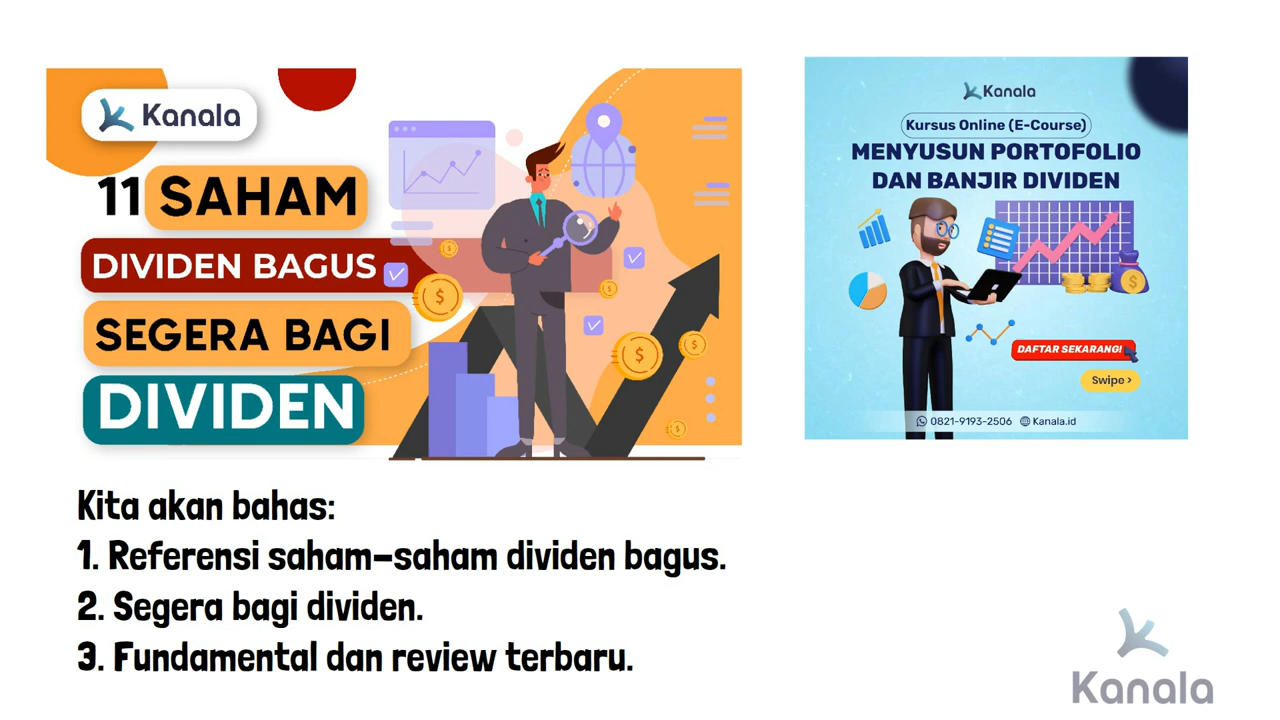 Kanala
11 SAHAM
DIVIDEN BAGUS
SEGERA BAGI
DIVIDEN
Kanala
Kursus Online (E-Course)
MENYUSUN PORTOFOLIO
DAN BANJIR DIVIDEN
DAFTAR SEKARANG!
Swipe >
0821-9193-2506 Kanala.id
Kita akan bahas:
1. Referensi saham-saham dividen bagus.
2. Segera bagi dividen.
3. Fundamental dan review terbaru.
Kanala